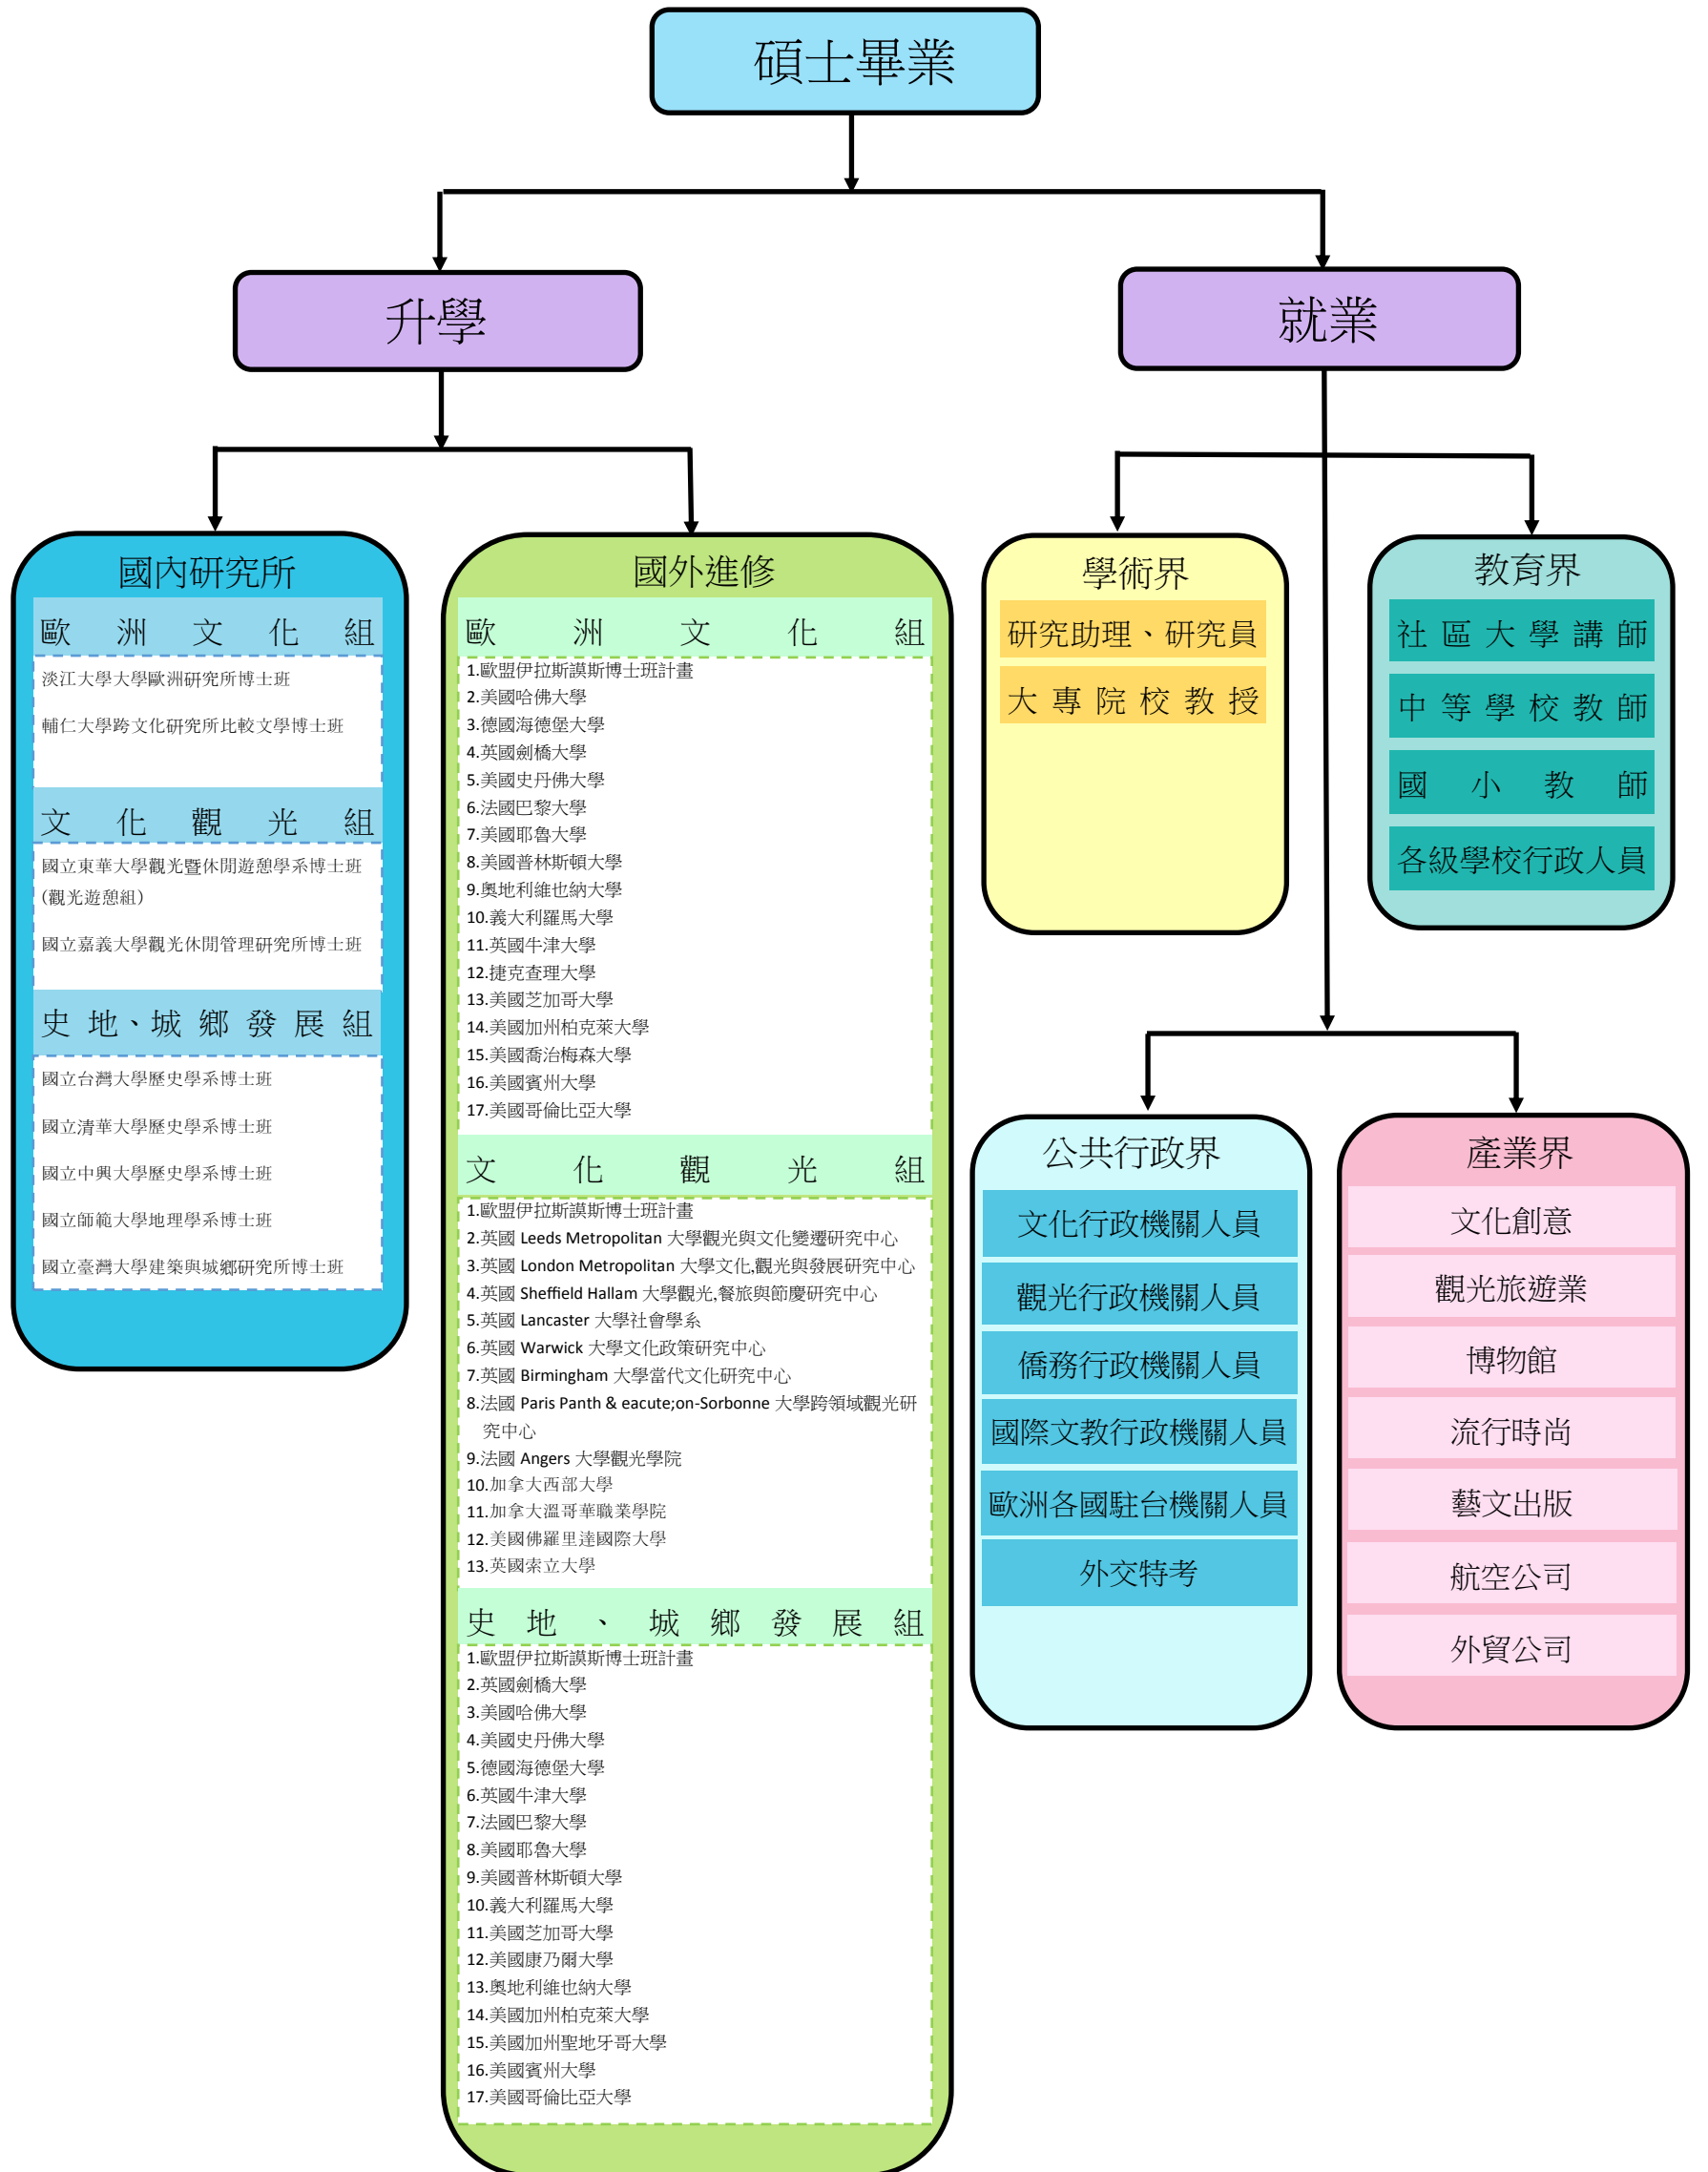 碩士畢業
升學
就業
國內研究所
歐洲文化組
淡江大學大學歐洲研究所博士班
輔仁大學跨文化研究所比較文學博士班
文化觀光組
國立東華大學觀光暨休閒遊憩學系博士班
(觀光遊憩組)
國立嘉義大學觀光休閒管理研究所博士班
史地、城鄉發展組
國立台灣大學歷史學系博士班
國立清華大學歷史學系博士班
國立中興大學歷史學系博士班
國立師範大學地理學系博士班
國立臺灣大學建築與城鄉研究所博士班
國外進修
歐洲文化組
1.歐盟伊拉斯謨斯博士班計畫
2.美國哈佛大學
3.德國海德堡大學
4.英國劍橋大學
5.美國史丹佛大學
6.法國巴黎大學
7.美國耶魯大學
8.美國普林斯頓大學
9.奧地利維也納大學
10.義大利羅馬大學
11.英國牛津大學
12.捷克查理大學
13.美國芝加哥大學
14.美國加州柏克萊大學
15.美國喬治梅森大學
16.美國賓州大學
17.美國哥倫比亞大學
文化觀光組
1.歐盟伊拉斯謨斯博士班計畫
2.英國 Leeds Metropolitan 大學觀光與文化變遷研究中心
3.英國 London Metropolitan 大學文化,觀光與發展研究中心
4.英國 Sheffield Hallam 大學觀光,餐旅與節慶研究中心
5.英國 Lancaster 大學社會學系
6.英國 Warwick 大學文化政策研究中心
7.英國 Birmingham 大學當代文化研究中心
8.法國 Paris Panth & eacute;on-Sorbonne 大學跨領域觀光研
究中心
9.法國 Angers 大學觀光學院
10.加拿大西部大學
11.加拿大溫哥華職業學院
12.美國佛羅里達國際大學
13.英國索立大學
史地、城鄉發展組
1.歐盟伊拉斯謨斯博士班計畫
2.英國劍橋大學
3.美國哈佛大學
4.美國史丹佛大學
5.德國海德堡大學
6.英國牛津大學
7.法國巴黎大學
8.美國耶魯大學
9.美國普林斯頓大學
10.義大利羅馬大學
11.美國芝加哥大學
12.美國康乃爾大學
13.奧地利維也納大學
14.美國加州柏克萊大學
15.美國加州聖地牙哥大學
16.美國賓州大學
17.美國哥倫比亞大學
學術界
研究助理、研究員
大專院校教授
教育界
社區大學講師
中等學校教師
國小教師
各級學校行政人員
公共行政界
文化行政機關人員
觀光行政機關人員
僑務行政機關人員
國際文教行政機關人員
歐洲各國駐台機關人員
外交特考
產業界
文化創意
觀光旅遊業
博物館
流行時尚
藝文出版
航空公司
外貿公司